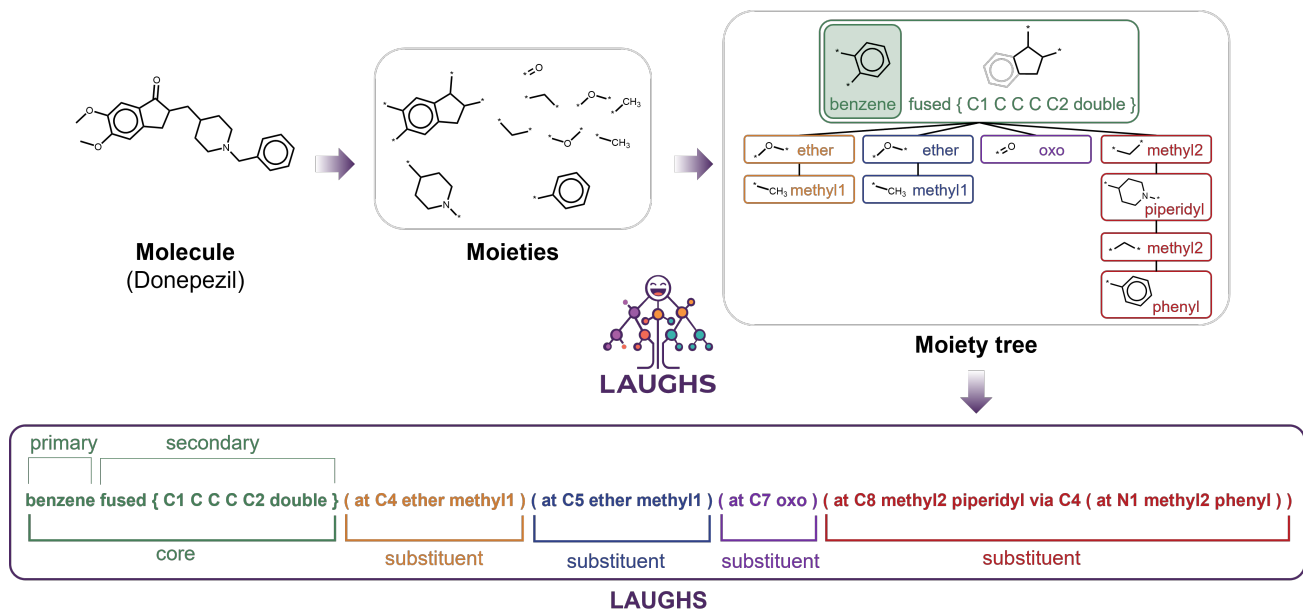 O
O
O
N
Molecule
(Donepezil)
* * * *
*=O
* *
*O* *CH3
* *
*O* *CH3
* N *
*
Moieties
* * * *
benzene fused { C1 C C C C2 double }
*O* ether
*O* ether
*=O oxo
* * methyl2
*CH3 methyl1
*CH3 methyl1
* N * piperidyl
* * methyl2
* phenyl
Moiety tree
LAUGHS
primary secondary
benzene fused { C1 C C C C2 double } ( at C4 ether methyl1 ) ( at C5 ether methyl1 ) ( at C7 oxo ) ( at C8 methyl2 piperidyl via C4 ( at N1 methyl2 phenyl ) )
core substituent substituent substituent substituent
LAUGHS